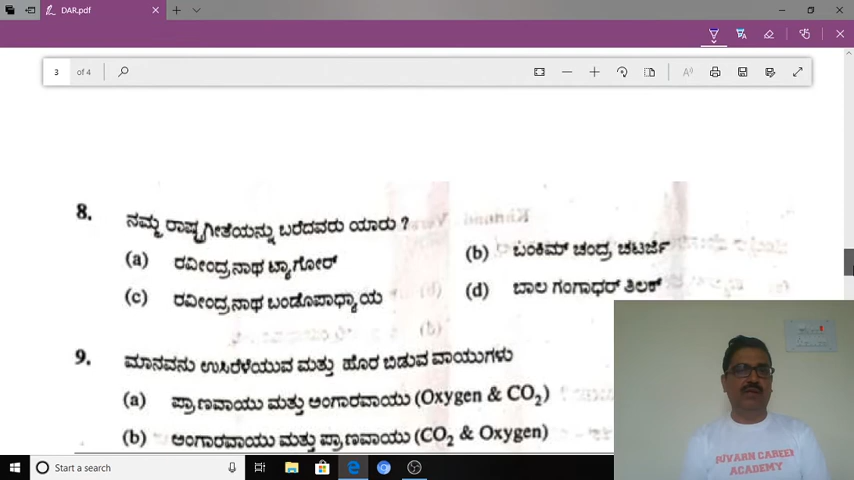 DAR.pdf
3 of 4
8. ನಮ್ಮ ರಾಷ್ಟ್ರಗೀತೆಯನ್ನು ಬರೆದವರು ಯಾರು ?
(a) ರವೀಂದ್ರನಾಥ ಟ್ಯಾಗೋರ್ (b) ಬಂಕಿಮ್ ಚಂದ್ರ ಚಟರ್ಜಿ
(c) ರವೀಂದ್ರನಾಥ ಬಂಡೊಪಾಧ್ಯಾಯ (d) ಬಾಲ ಗಂಗಾಧರ್ ತಿಲಕ್
9. ಮಾನವನು ಉಸಿರೆಳೆಯುವ ಮತ್ತು ಹೊರ ಬಿಡುವ ವಾಯುಗಳು
(a) ಪ್ರಾಣವಾಯು ಮತ್ತು ಅಂಗಾರವಾಯು (Oxygen & CO₂)
(b) ಅಂಗಾರವಾಯು ಮತ್ತು ಪ್ರಾಣವಾಯು (CO₂ & Oxygen)
SUVARN CAREER
ACADEMY
Start a search